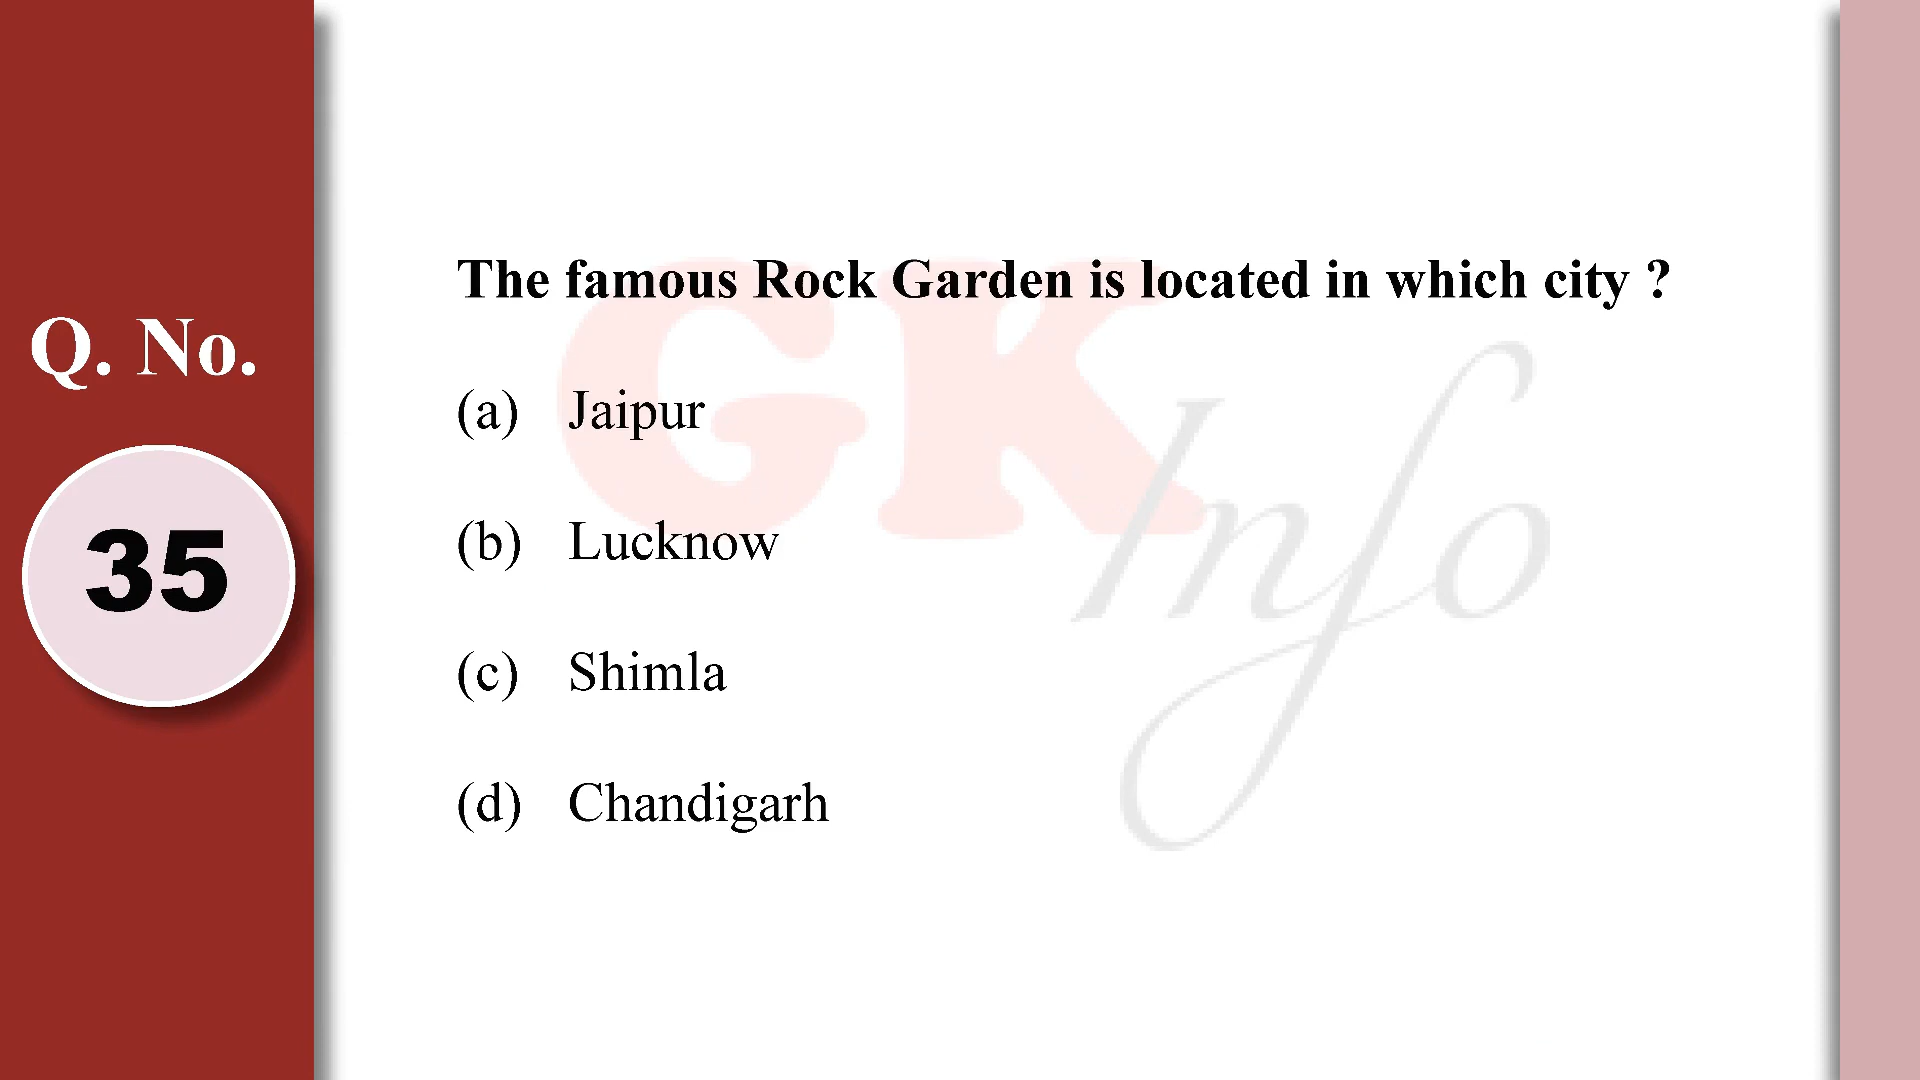 The famous Rock Garden is located in which city ?
Q. No.
35
(a) Jaipur
(b) Lucknow
(c) Shimla
(d) Chandigarh
GK
Info